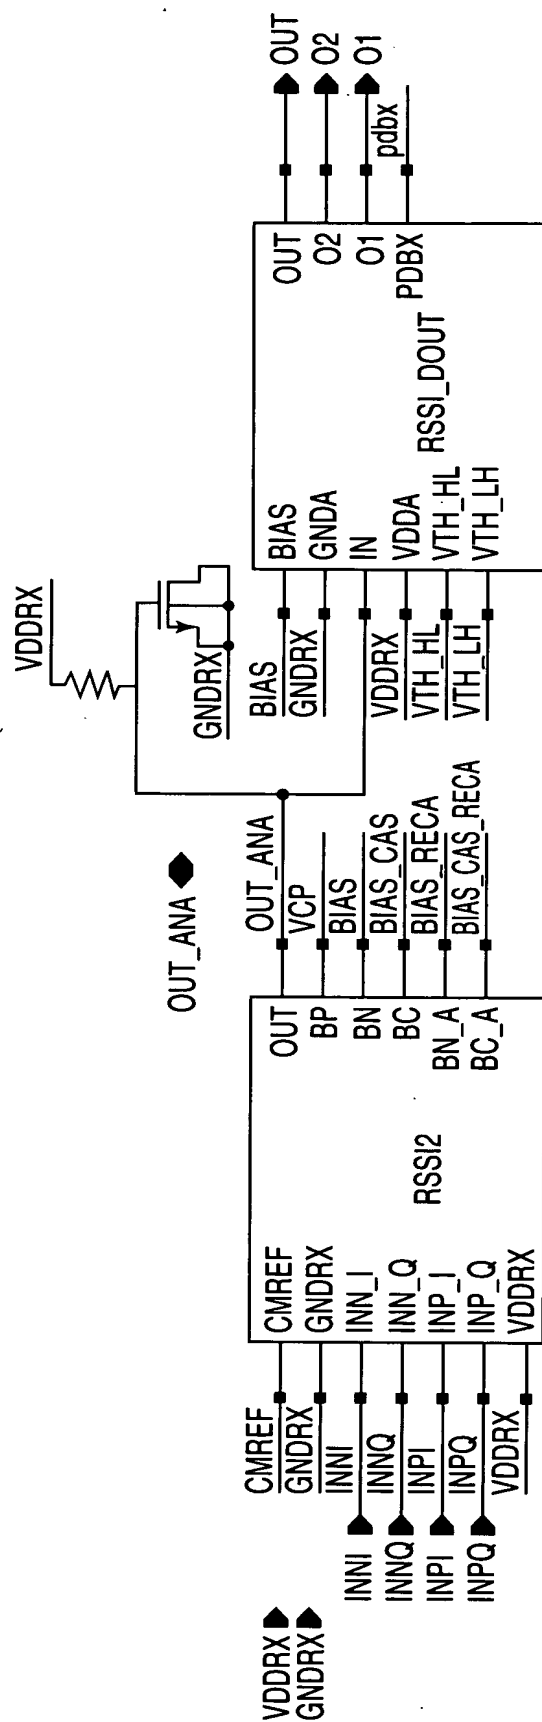 VDDRX
GNDRX
INNI
INNQ
INPI
INPQ
CMREF
GNDRX
INNI
INNQ
INPI
INPQ
VDDRX
CMREF
GNDRX
INN_I
INN_Q
INP_I
INP_Q
VDDRX
RSSI2
OUT
BP
BN
BC
BN_A
BC_A
OUT_ANA
OUT_ANA
VCP
BIAS
BIAS_CAS
BIAS_RECA
BIAS_CAS_RECA
VDDRX
GNDRX
BIAS
GNDRX
VDDRX
VTH_HL
VTH_LH
BIAS
GNDA
IN
VDDA
VTH_HL
VTH_LH
RSSI_DOUT
OUT
O2
O1
PDBX
pdbx
OUT
O2
O1